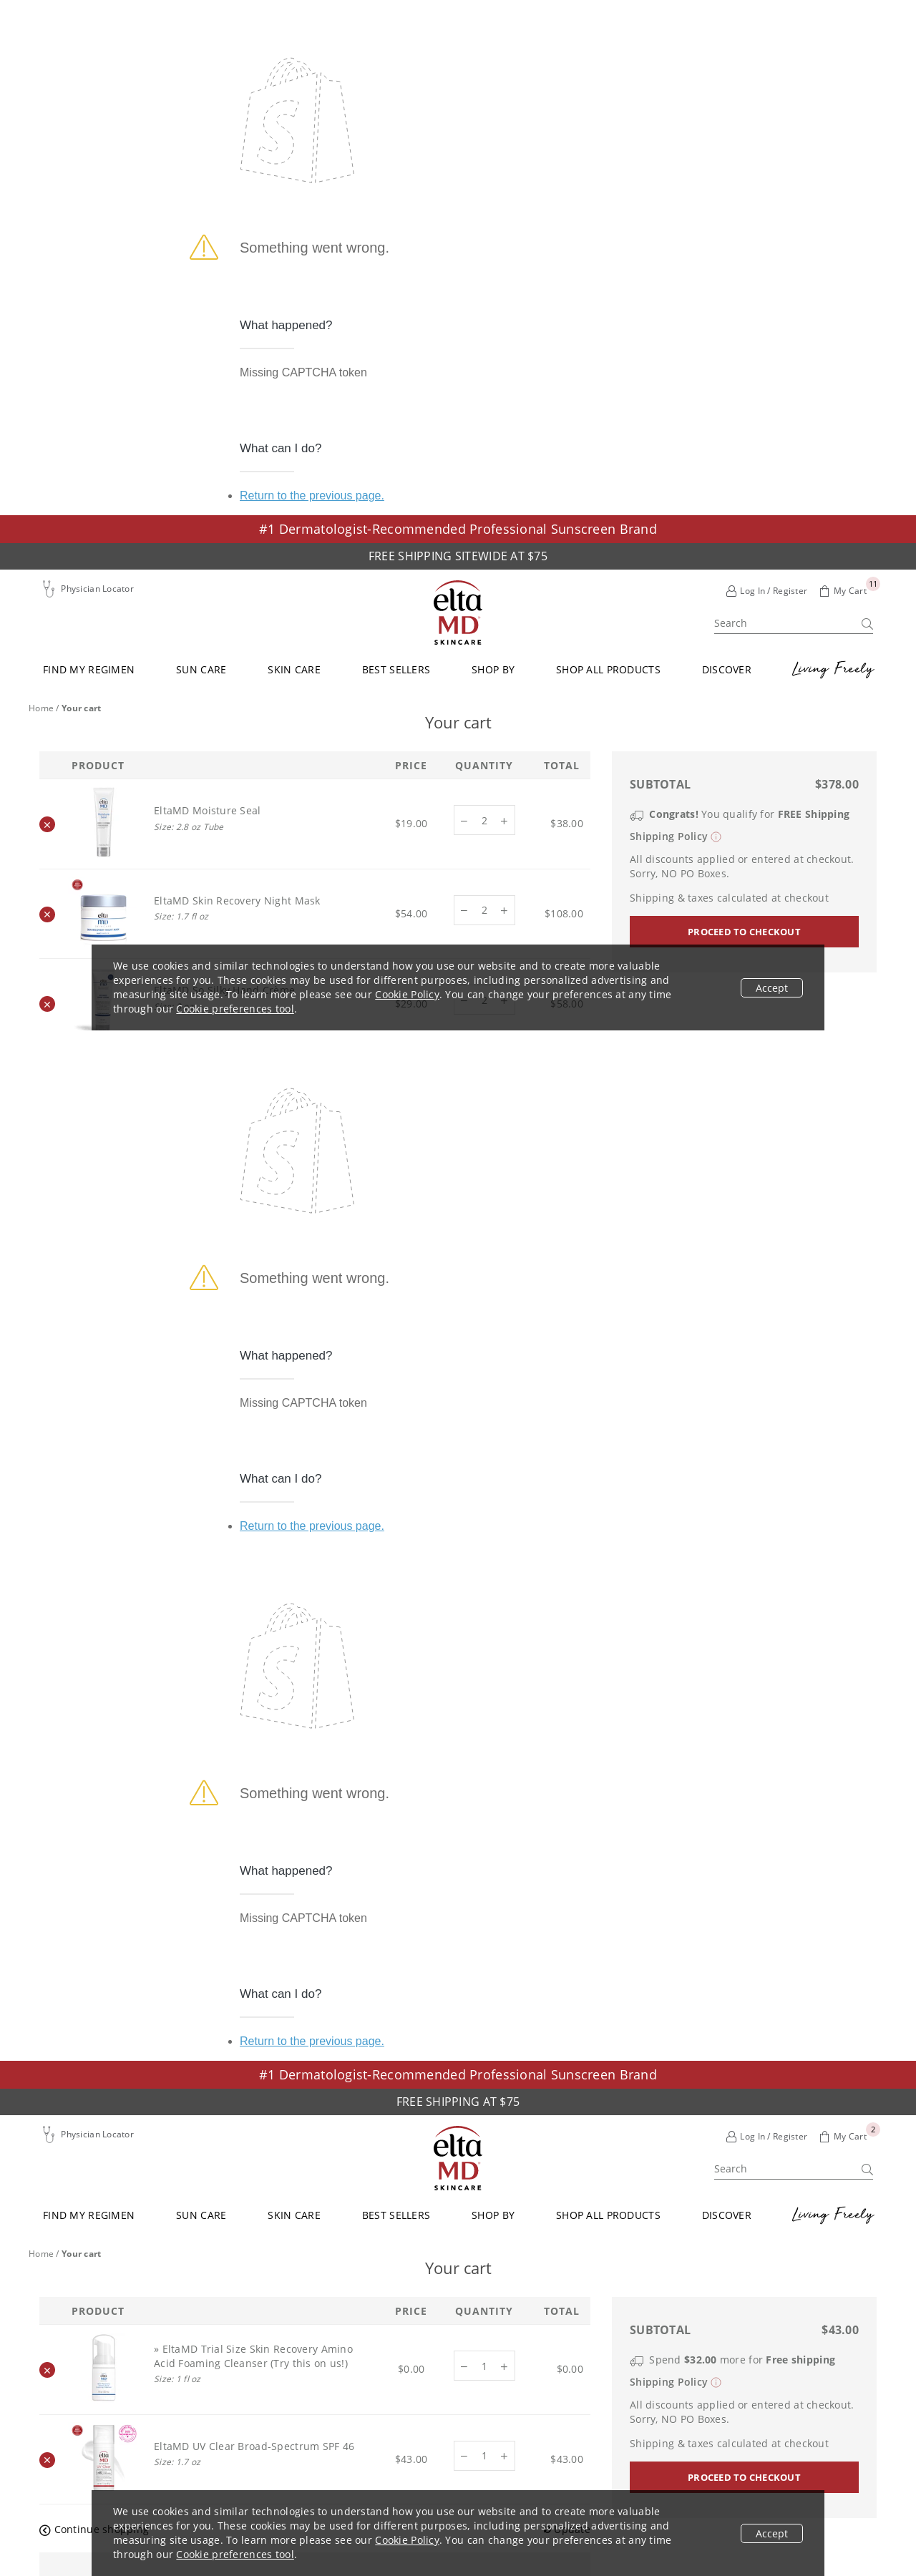 Something went wrong.
What happened?
Missing CAPTCHA token
What can I do?
Return to the previous page.
#1 Dermatologist-Recommended Professional Sunscreen Brand
FREE SHIPPING SITEWIDE AT $75
Physician Locator
elta
MD
SKINCARE
Log In / Register
My Cart
11
Search
FIND MY REGIMEN SUN CARE SKIN CARE BEST SELLERS SHOP BY SHOP ALL PRODUCTS DISCOVER Living Freely
Home / Your cart
Your cart
PRODUCT PRICE QUANTITY TOTAL
EltaMD Moisture Seal
Size: 2.8 oz Tube
$19.00 − 2 + $38.00
EltaMD Skin Recovery Night Mask
Size: 1.7 fl oz
$54.00 − 2 + $108.00
$29.00 2 $58.00
SUBTOTAL $378.00
Congrats! You qualify for FREE Shipping
Shipping Policy
All discounts applied or entered at checkout.
Sorry, NO PO Boxes.
Shipping & taxes calculated at checkout
PROCEED TO CHECKOUT
We use cookies and similar technologies to understand how you use our website and to create more valuable
experiences for you. These cookies may be used for different purposes, including personalized advertising and
measuring site usage. To learn more please see our Cookie Policy. You can change your preferences at any time
through our Cookie preferences tool.
Accept
Something went wrong.
What happened?
Missing CAPTCHA token
What can I do?
Return to the previous page.
Something went wrong.
What happened?
Missing CAPTCHA token
What can I do?
Return to the previous page.
#1 Dermatologist-Recommended Professional Sunscreen Brand
FREE SHIPPING AT $75
Physician Locator
elta
MD
SKINCARE
Log In / Register
My Cart
2
Search
FIND MY REGIMEN SUN CARE SKIN CARE BEST SELLERS SHOP BY SHOP ALL PRODUCTS DISCOVER Living Freely
Home / Your cart
Your cart
PRODUCT PRICE QUANTITY TOTAL
» EltaMD Trial Size Skin Recovery Amino
Acid Foaming Cleanser (Try this on us!)
Size: 1 fl oz
$0.00 − 1 + $0.00
EltaMD UV Clear Broad-Spectrum SPF 46
Size: 1.7 oz
$43.00 − 1 + $43.00
Continue shopping
SUBTOTAL $43.00
Spend $32.00 more for Free shipping
Shipping Policy
All discounts applied or entered at checkout.
Sorry, NO PO Boxes.
Shipping & taxes calculated at checkout
PROCEED TO CHECKOUT
We use cookies and similar technologies to understand how you use our website and to create more valuable
experiences for you. These cookies may be used for different purposes, including personalized advertising and
measuring site usage. To learn more please see our Cookie Policy. You can change your preferences at any time
through our Cookie preferences tool.
Accept